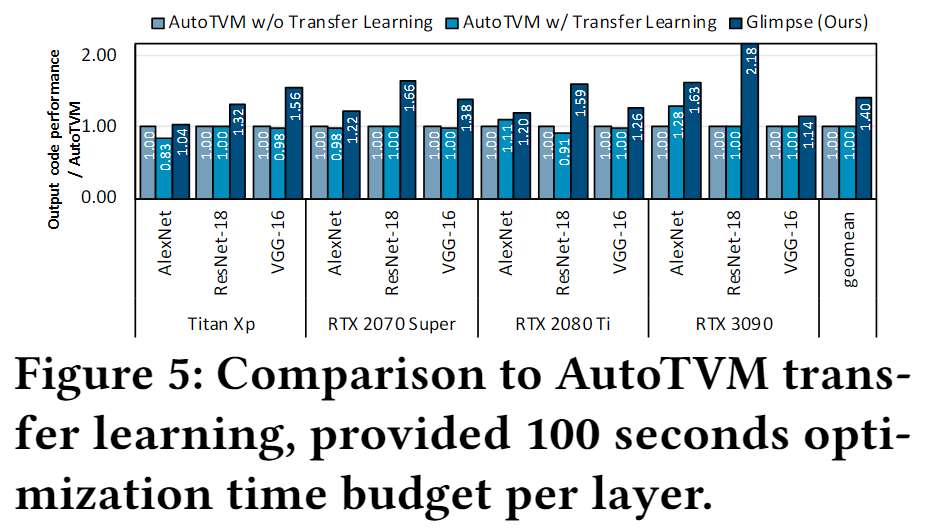 AutoTVM w/o Transfer Learning AutoTVM w/ Transfer Learning Glimpse (Ours)
Output code performance
/ AutoTVM
2.00
1.00
0.00
1.00 0.83 1.04 1.00 1.00 1.32 1.00 0.98 1.56 1.00 0.98 1.22 1.00 1.00 1.66 1.00 1.00 1.38 1.00 1.11 1.20 1.00 0.91 1.59 1.00 1.00 1.26 1.00 1.28 1.63 1.00 1.00 2.18 1.00 1.00 1.14 1.00 1.00 1.40
AlexNet ResNet-18 VGG-16 AlexNet ResNet-18 VGG-16 AlexNet ResNet-18 VGG-16 AlexNet ResNet-18 VGG-16 geomean
Titan Xp RTX 2070 Super RTX 2080 Ti RTX 3090
Figure 5: Comparison to AutoTVM trans-
fer learning, provided 100 seconds opti-
mization time budget per layer.